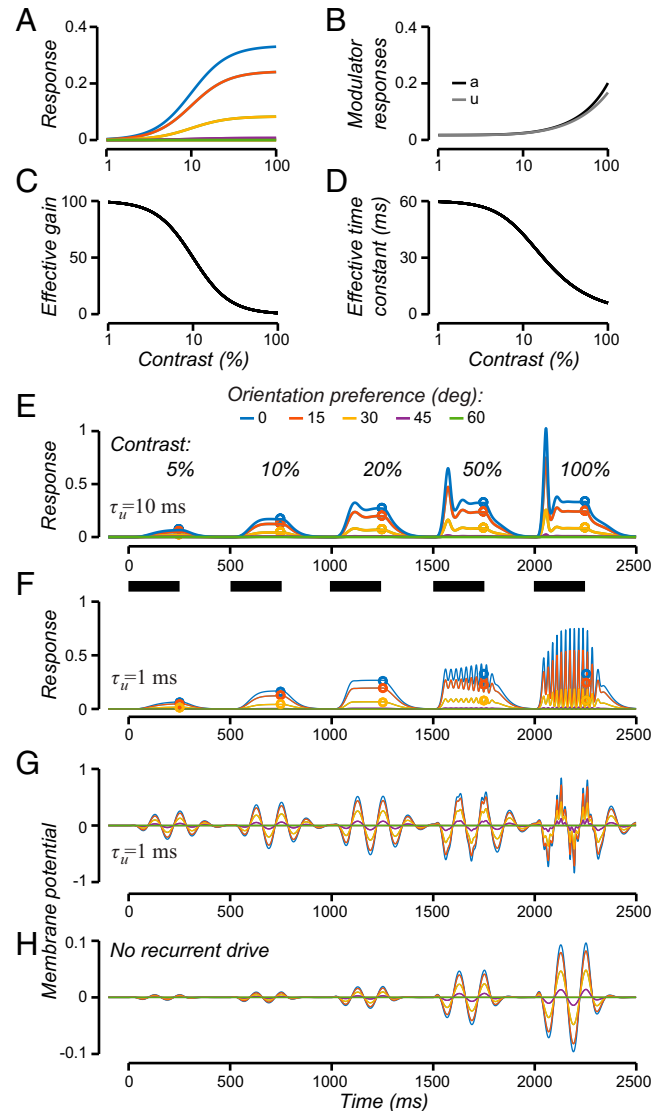 A
B
0.4
0.2
0
Response
1
10
100
0.4
0.2
0
Modulator
responses
a
u
1
10
100
C
D
100
50
0
Effective gain
1
10
100
Contrast (%)
60
30
0
Effective time
constant (ms)
1
10
100
Contrast (%)
Orientation preference (deg):
0 15 30 45 60
E
1
0.5
0
Response
Contrast:
5% 10% 20% 50% 100%
τu=10 ms
0 500 1000 1500 2000 2500
F
1
0.5
0
Response
τu=1 ms
0 500 1000 1500 2000 2500
G
1
0
-1
τu=1 ms
0 500 1000 1500 2000 2500
Membrane potential
H
No recurrent drive
0.1
0
-0.1
0 500 1000 1500 2000 2500
Time (ms)